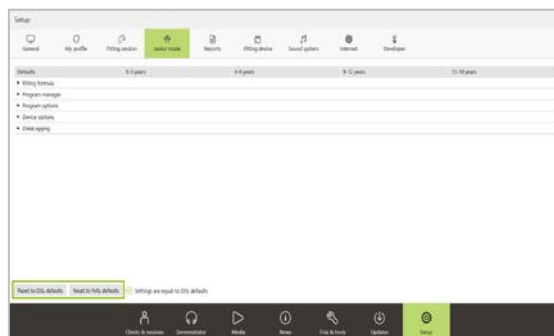 Setup
General My profile Fitting session Junior mode Reports Fitting device Sound system Internet Developer
Defaults 0-3 years 4-8 years 9-12 years 13-18 years
Fitting formula
Program manager
Program options
Device options
DataLogging
Reset to DSL defaults Reset to NAL defaults Settings are equal to DSL defaults
Clients & sessions Demonstrator Media News Trial & tools Updater Setup